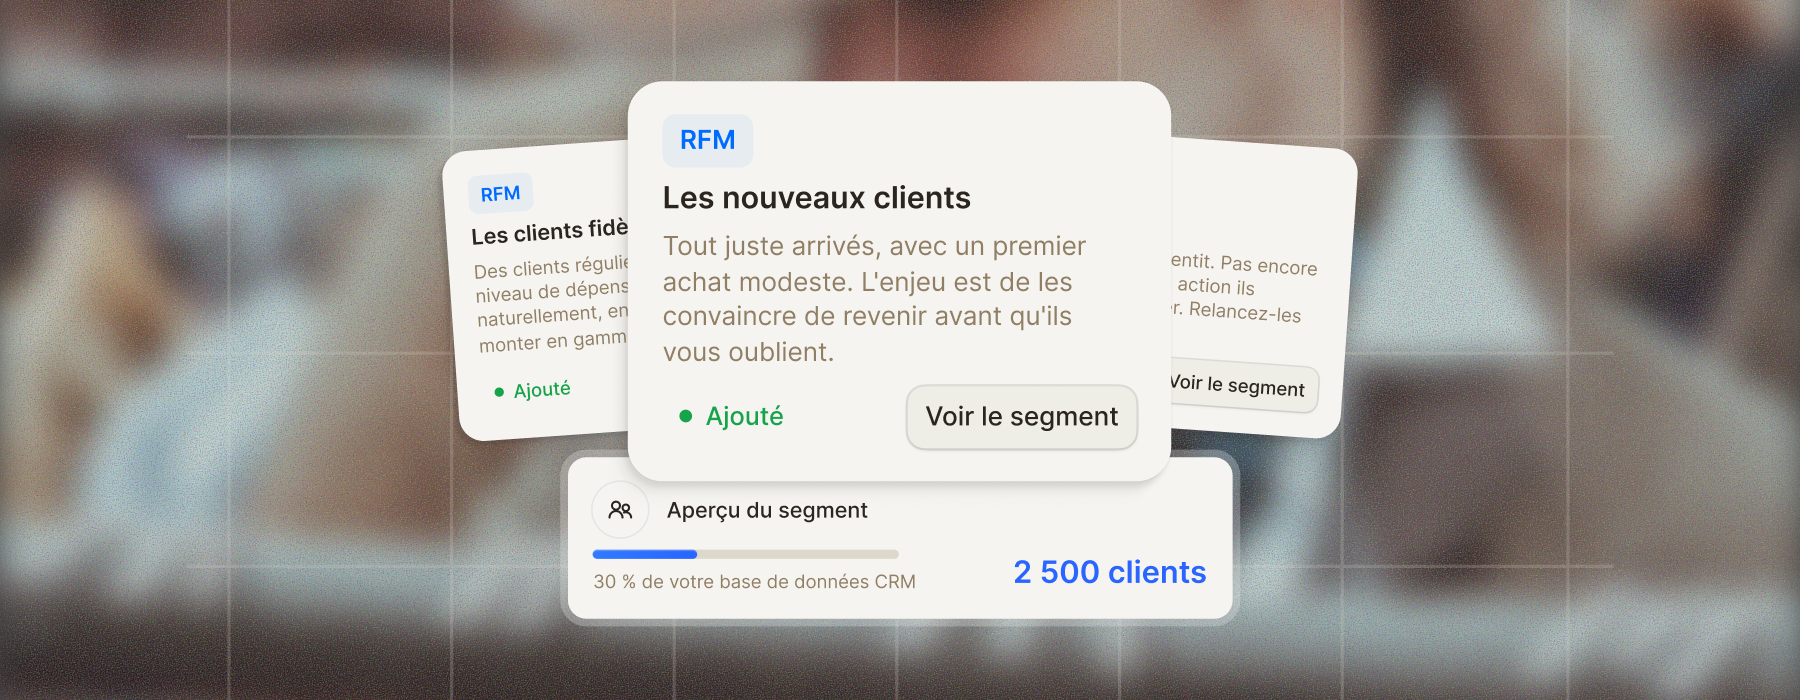 RFM
Les clients fidè
Des clients régulie
niveau de dépens
naturellement, en
monter en gamm
Ajouté
RFM
Les nouveaux clients
Tout juste arrivés, avec un premier
achat modeste. L'enjeu est de les
convaincre de revenir avant qu'ils
vous oublient.
Ajouté
Voir le segment
entit. Pas encore
action ils
r. Relancez-les
Voir le segment
Aperçu du segment
30 % de votre base de données CRM
2 500 clients